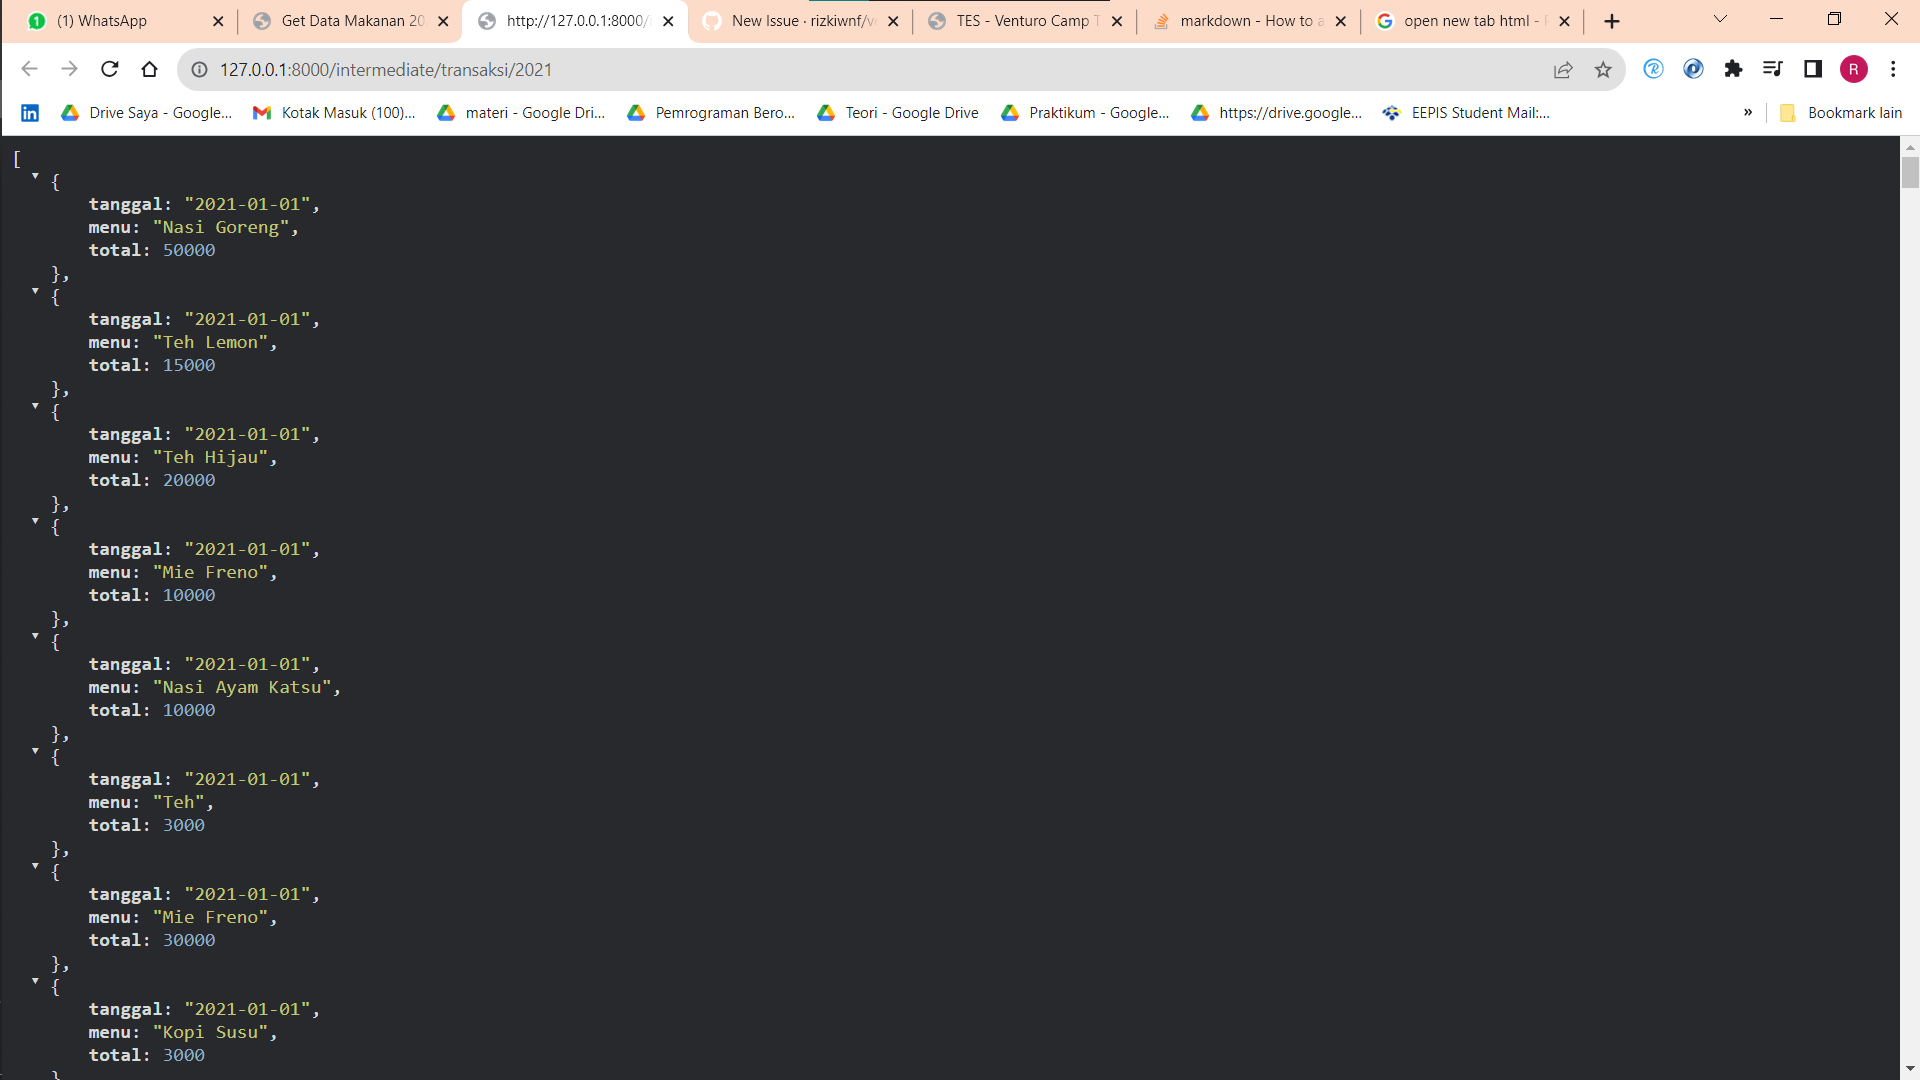 (1) WhatsApp
Get Data Makanan 20
http://127.0.0.1:8000/
New Issue · rizkiwnf/v
TES - Venturo Camp T
markdown - How to a
open new tab html -
127.0.0.1:8000/intermediate/transaksi/2021
R
Drive Saya - Google...
Kotak Masuk (100)...
materi - Google Dri...
Pemrograman Bero...
Teori - Google Drive
Praktikum - Google...
https://drive.google...
EEPIS Student Mail:...
»
Bookmark lain
[
{
tanggal: "2021-01-01",
menu: "Nasi Goreng",
total: 50000
},
{
tanggal: "2021-01-01",
menu: "Teh Lemon",
total: 15000
},
{
tanggal: "2021-01-01",
menu: "Teh Hijau",
total: 20000
},
{
tanggal: "2021-01-01",
menu: "Mie Freno",
total: 10000
},
{
tanggal: "2021-01-01",
menu: "Nasi Ayam Katsu",
total: 10000
},
{
tanggal: "2021-01-01",
menu: "Teh",
total: 3000
},
{
tanggal: "2021-01-01",
menu: "Mie Freno",
total: 30000
},
{
tanggal: "2021-01-01",
menu: "Kopi Susu",
total: 3000
}